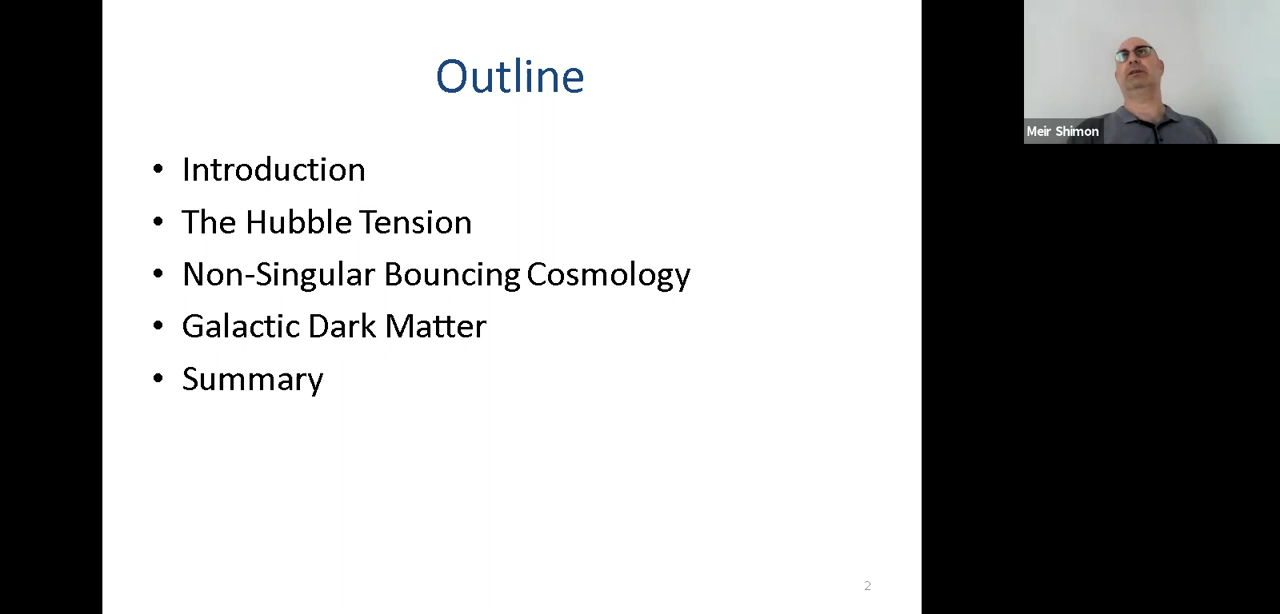 Outline
• Introduction
• The Hubble Tension
• Non-Singular Bouncing Cosmology
• Galactic Dark Matter
• Summary
2
Meir Shimon